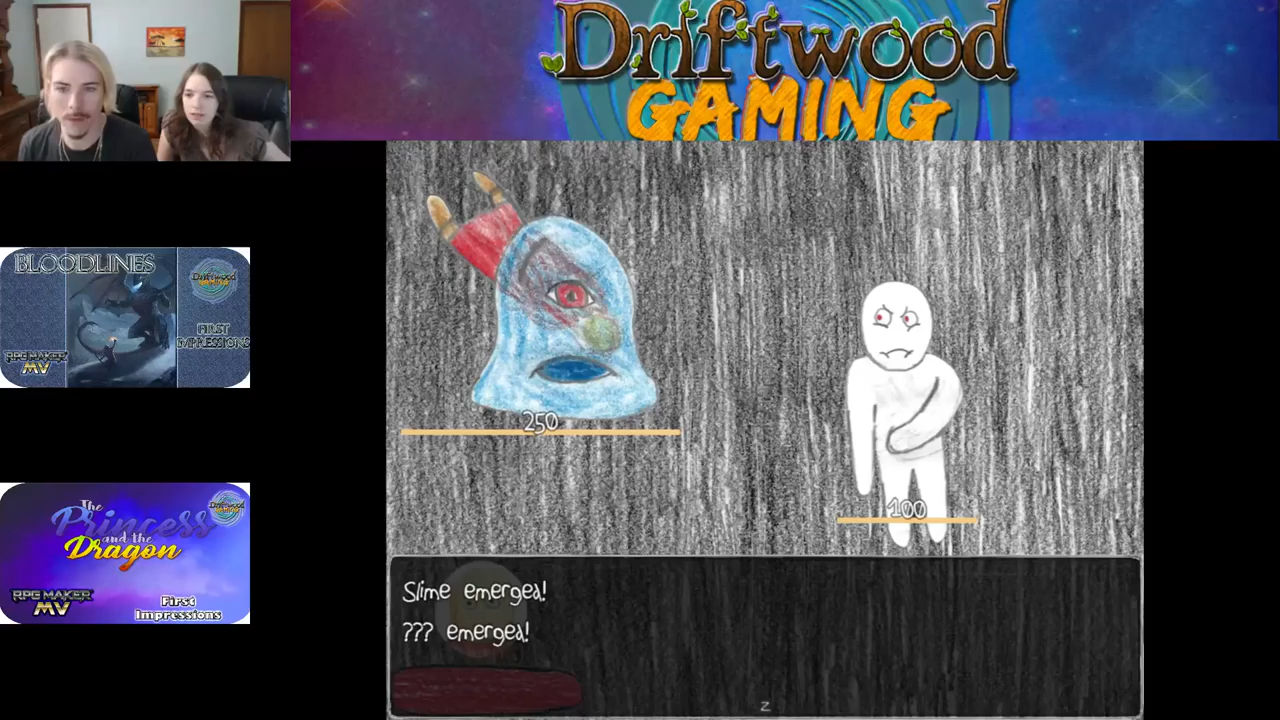 Driftwood
GAMING
BLOODLINES
Driftwood
GAMING
FIRST
IMPRESSIONS
RPG MAKER
MV
250
100
The
Princess
and the
Dragon
RPG MAKER
MV
First
Impressions
Slime emerged!
??? emerged!
z